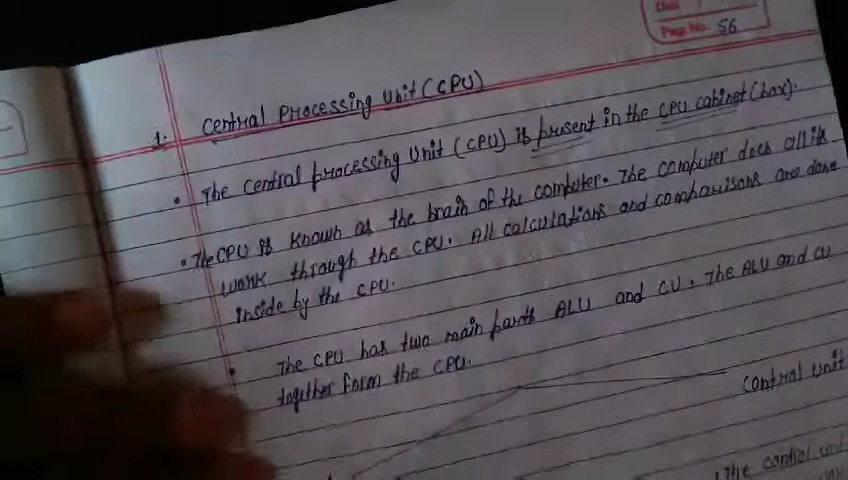 Page No. 56
1. Central Processing Unit (CPU)
• The Central processing Unit (CPU) is present in the CPU cabinet (box).
• The CPU is known as the brain of the computer. The computer does all its
work through the CPU. All calculations and comparisons are done
inside by the CPU.
• The CPU has two main parts ALU and CU. The ALU and CU
together form the CPU.
Control Unit
The control